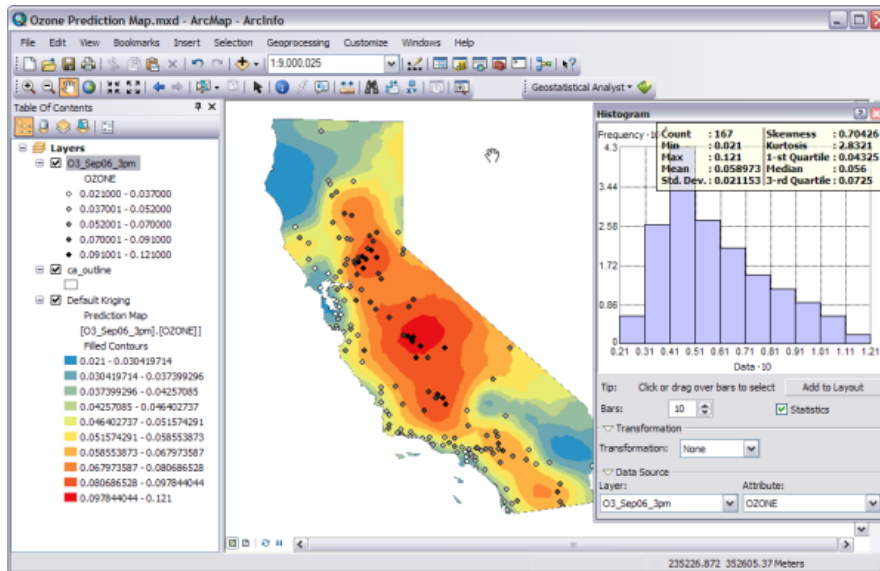 Ozone Prediction Map.mxd - ArcMap - ArcInfo
File Edit View Bookmarks Insert Selection Geoprocessing Customize Windows Help
1:9,000,025
Geostatistical Analyst
Table Of Contents
Layers
O3_Sep06_3pm
OZONE
0.021000 - 0.037000
0.037001 - 0.052000
0.052001 - 0.070000
0.070001 - 0.091000
0.091001 - 0.121000
ca_outline
Default Kriging
Prediction Map
[O3_Sep06_3pm].[OZONE]]
Filled Contours
0.021 - 0.030419714
0.030419714 - 0.037399296
0.037399296 - 0.04257085
0.04257085 - 0.046402737
0.046402737 - 0.051574291
0.051574291 - 0.058553873
0.058553873 - 0.067973587
0.067973587 - 0.080686528
0.080686528 - 0.097844044
0.097844044 - 0.121
Histogram
Frequency · 10
Count : 167 Skewness : 0.70426
Min : 0.021 Kurtosis : 2.8321
Max : 0.121 1-st Quartile : 0.04325
Mean : 0.058973 Median : 0.056
Std. Dev. : 0.021153 3-rd Quartile : 0.0725
4.3
3.44
2.58
1.72
0.86
0
0.21 0.31 0.41 0.51 0.61 0.71 0.81 0.91 1.01 1.11 1.21
Data · 10
Tip: Click or drag over bars to select Add to Layout
Bars: 10 Statistics
Transformation
Transformation: None
Data Source
Layer: Attribute:
O3_Sep06_3pm OZONE
235226.872 352605.37 Meters